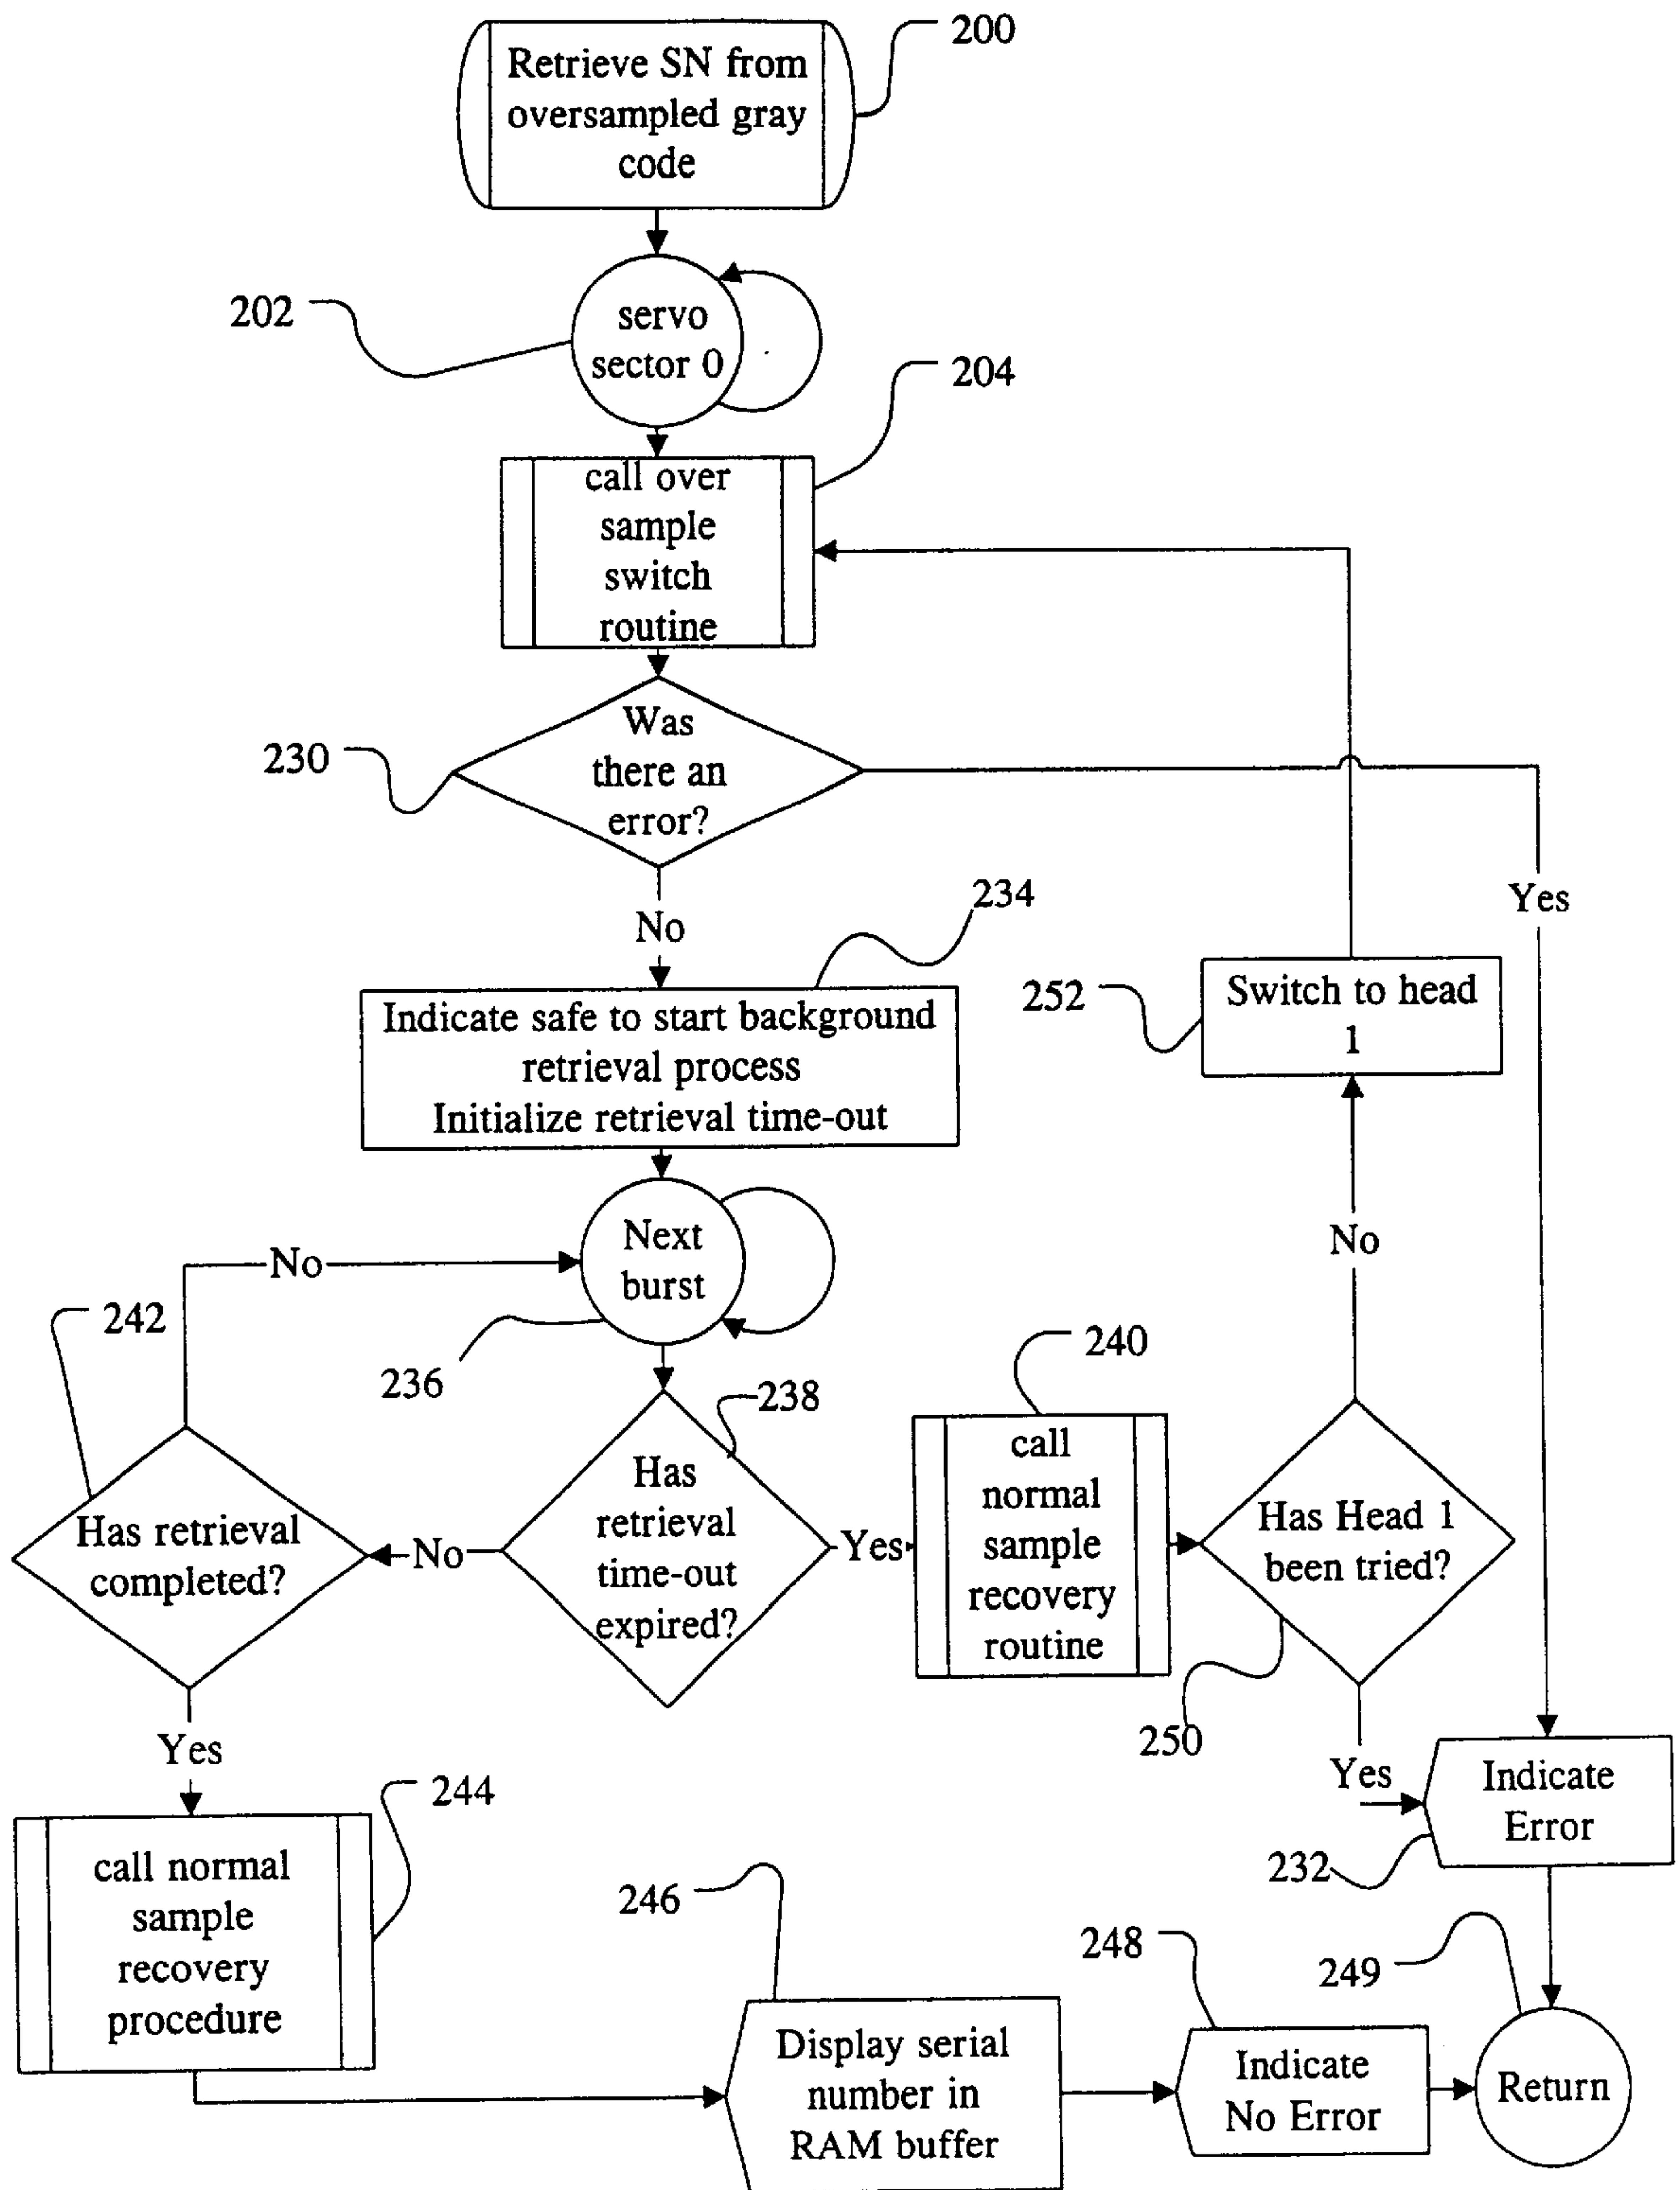 200
Retrieve SN from
oversampled gray
code
202
servo
sector 0
204
call over
sample
switch
routine
230
Was
there an
error?
Yes
No
234
Indicate safe to start background
retrieval process
Initialize retrieval time-out
252
Switch to head
1
No
Next
burst
No
242
236
238
240
Has
retrieval
time-out
expired?
Has retrieval
completed?
No
Yes
call
normal
sample
recovery
routine
Has Head 1
been tried?
250
Yes
Yes
Indicate
Error
232
244
call normal
sample
recovery
procedure
246
Display serial
number in
RAM buffer
248
Indicate
No Error
249
Return